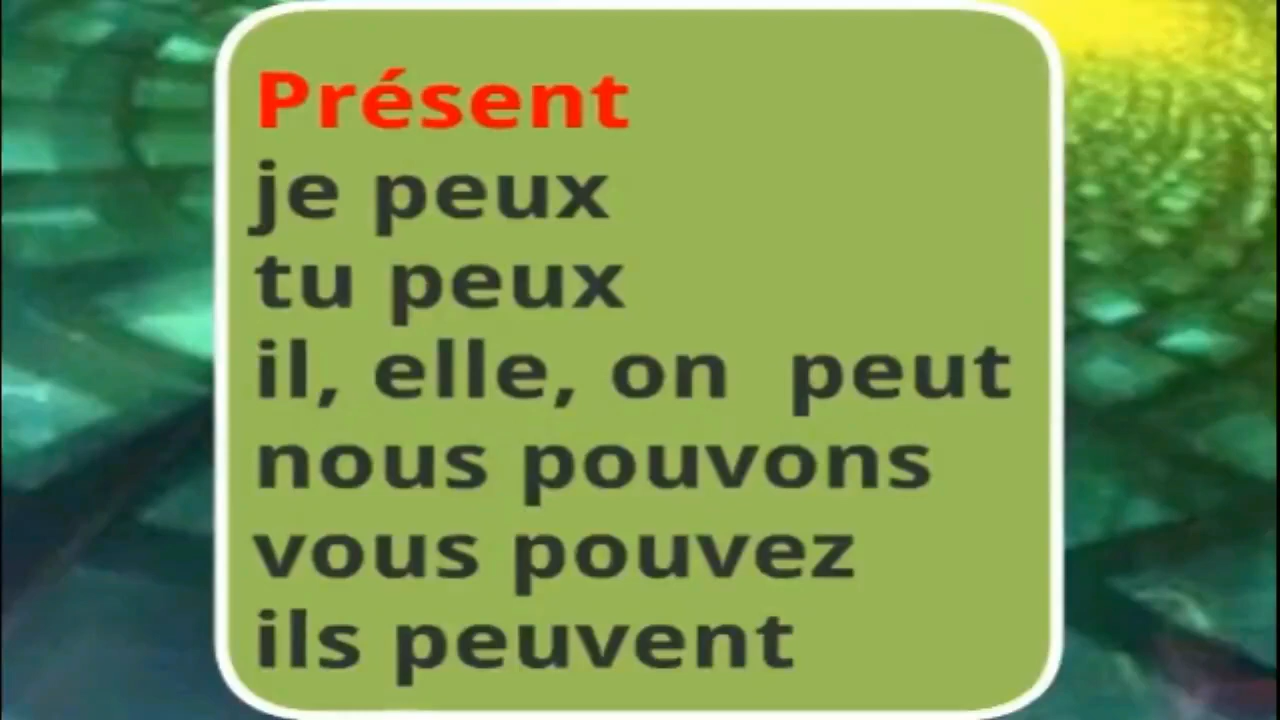 Présent
je peux
tu peux
il, elle, on peut
nous pouvons
vous pouvez
ils peuvent